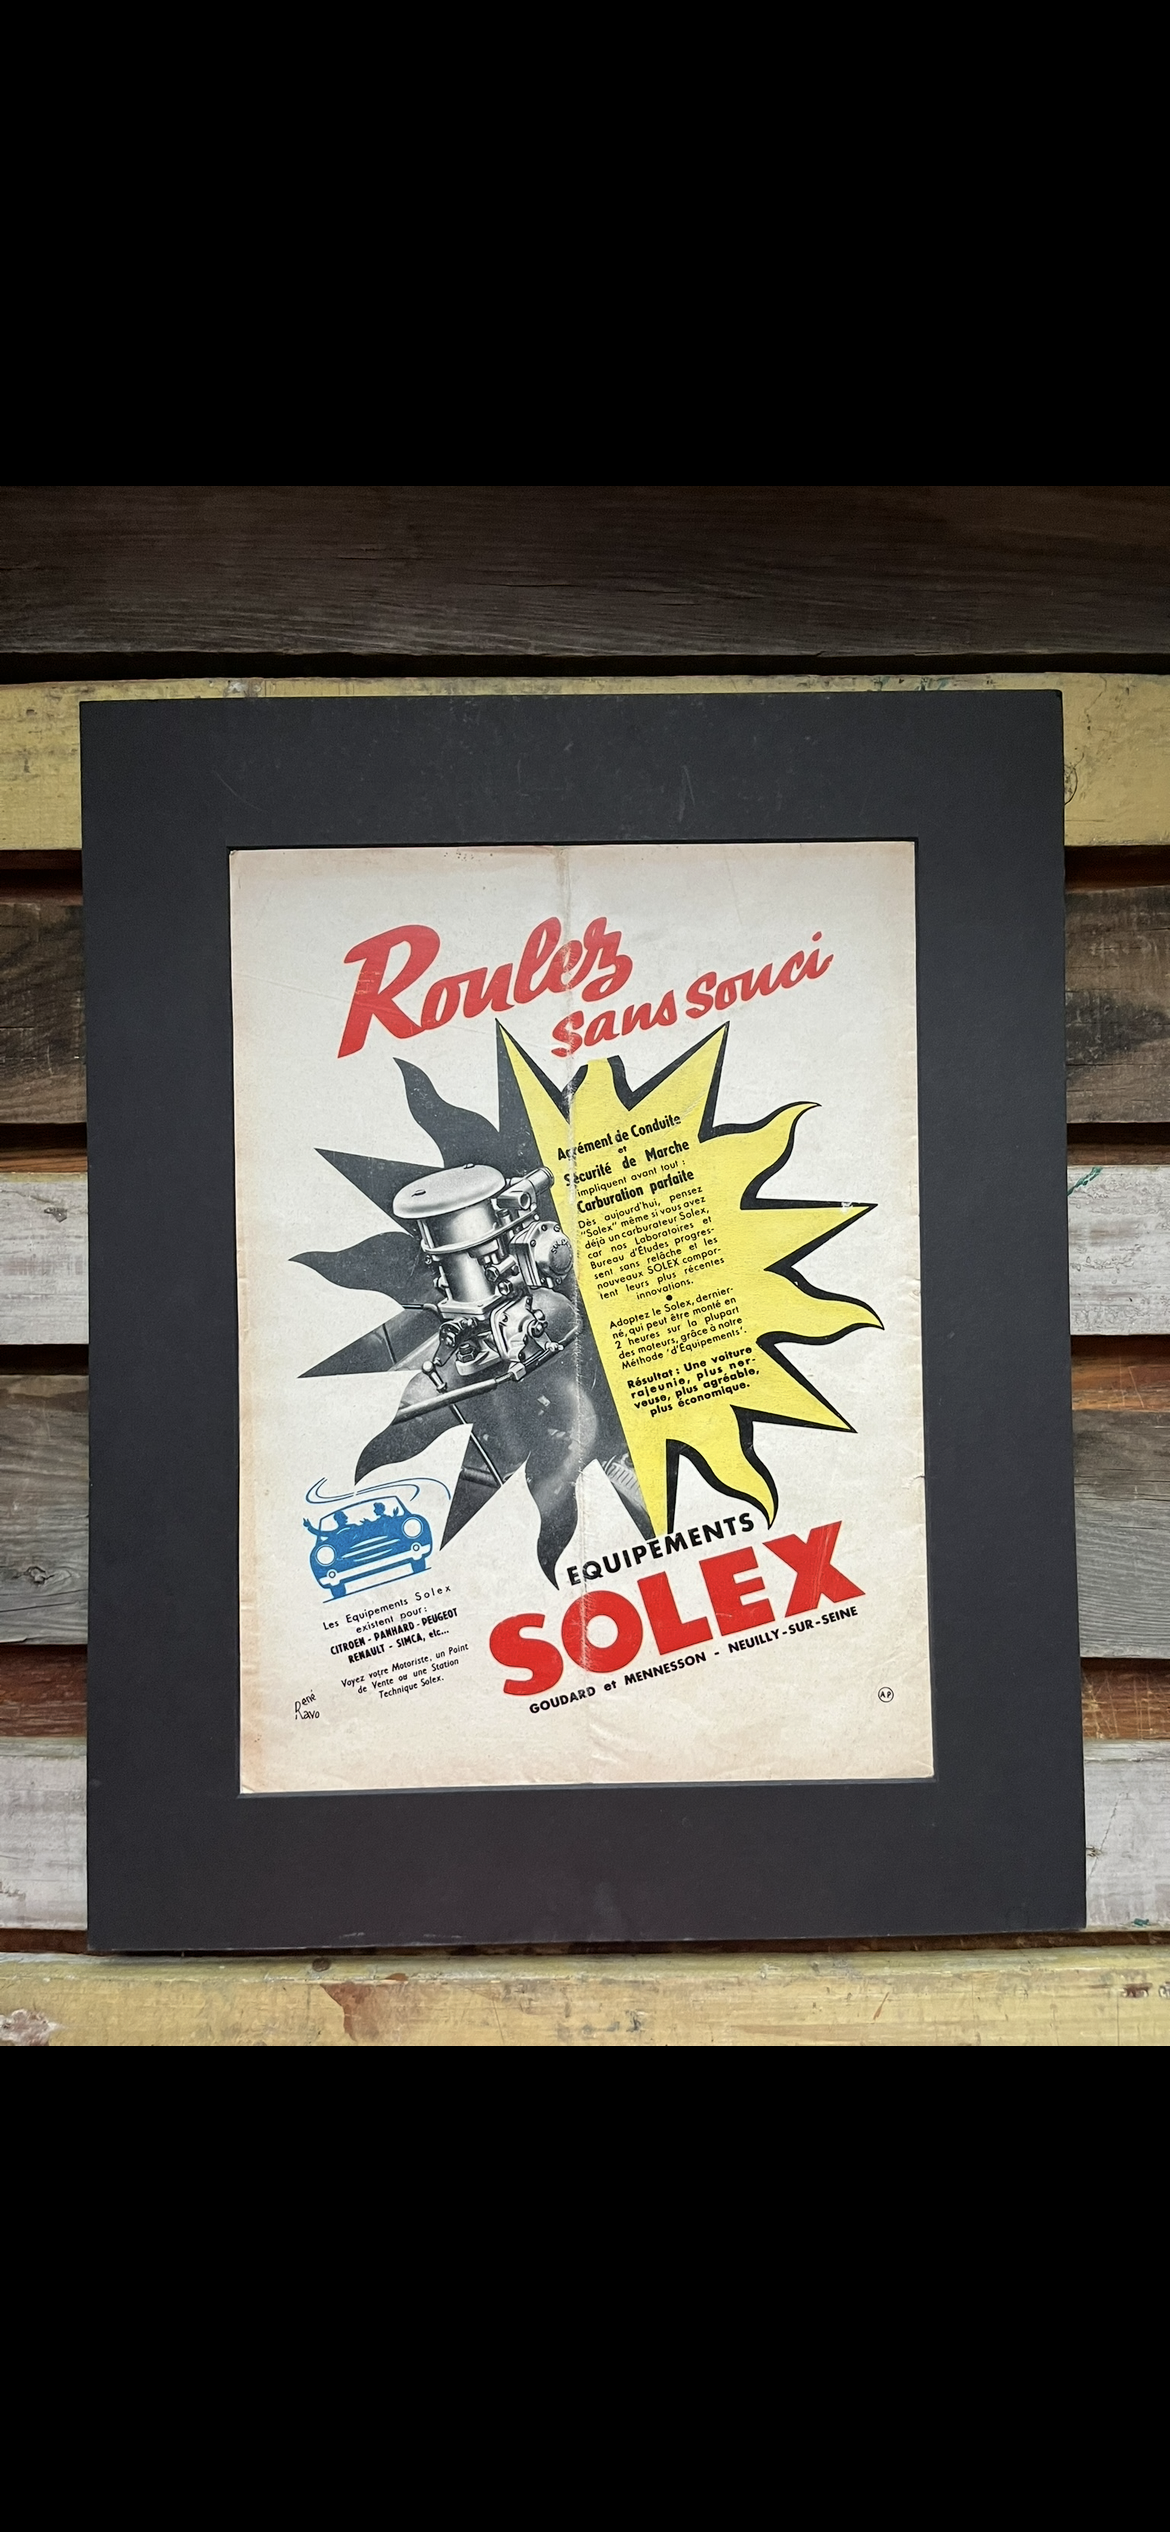 Roulez
sans souci
Agrément de Conduite
et
Sécurité de Marche
impliquent avant tout :
Carburation parfaite
Dès aujourd'hui, pensez
"Solex" même si vous avez
déjà un carburateur Solex,
car nos Laboratoires et
Bureau d'Études progres-
sent sans relâche et les
nouveaux SOLEX compor-
tent leurs plus récentes
innovations.
Adoptez le Solex, dernier-
né, qui peut être monté en
2 heures sur la plupart
des moteurs, grâce à notre
Méthode "d'Équipements".
Résultat : Une voiture
rajeunie, plus ner-
veuse, plus agréable,
plus économique.
EQUIPEMENTS
SOLEX
GOUDARD et MENNESSON - NEUILLY-SUR-SEINE
Les Equipements Solex
existent pour :
CITROEN - PANHARD - PEUGEOT
RENAULT - SIMCA, etc...
Voyez votre Motoriste, un Point
de Vente ou une Station
Technique Solex.
René
Ravo
AP